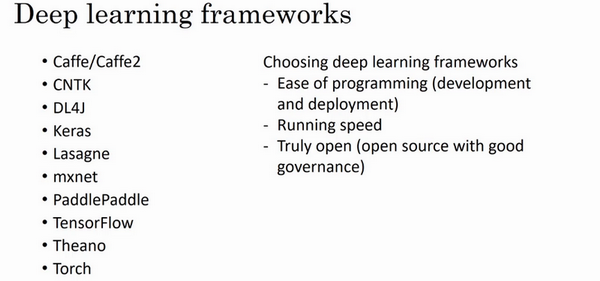 Deep learning frameworks
• Caffe/Caffe2
• CNTK
• DL4J
• Keras
• Lasagne
• mxnet
• PaddlePaddle
• TensorFlow
• Theano
• Torch
Choosing deep learning frameworks
- Ease of programming (development
and deployment)
- Running speed
- Truly open (open source with good
governance)